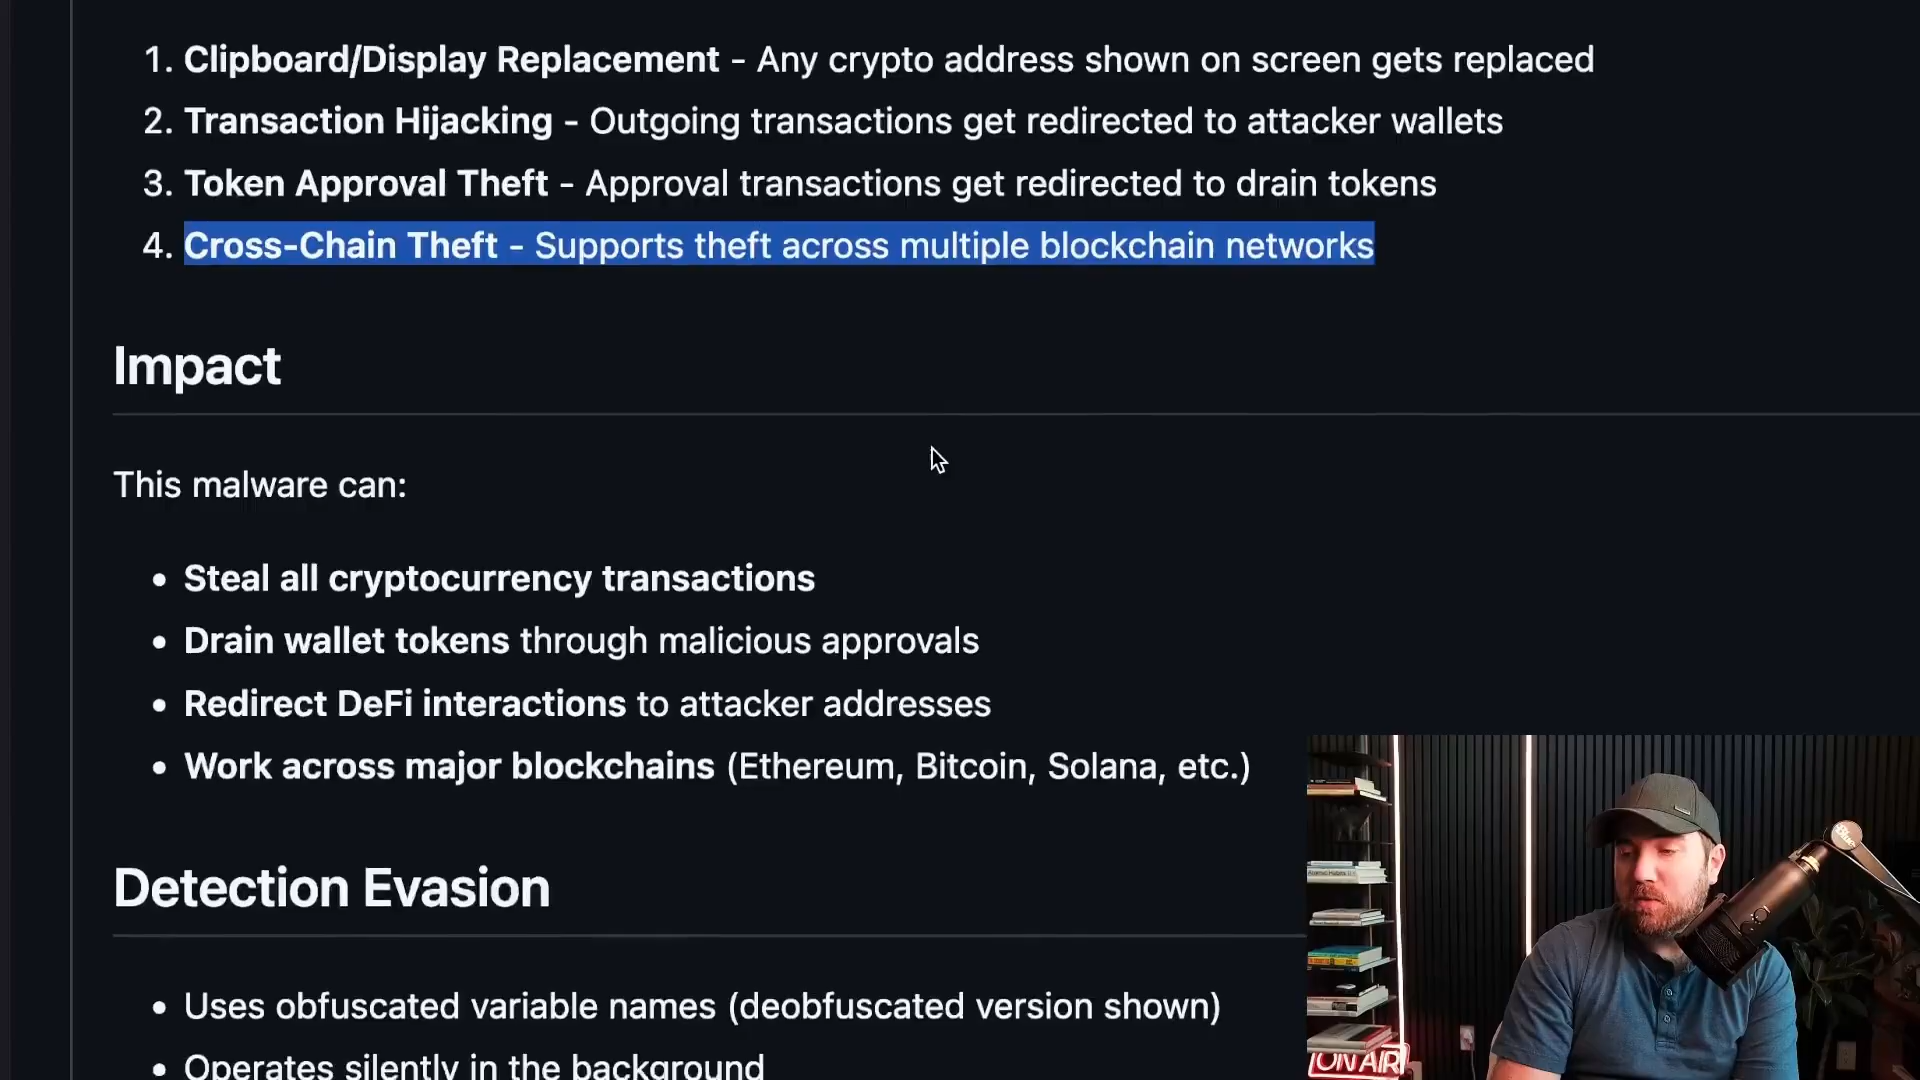 1. Clipboard/Display Replacement - Any crypto address shown on screen gets replaced
2. Transaction Hijacking - Outgoing transactions get redirected to attacker wallets
3. Token Approval Theft - Approval transactions get redirected to drain tokens
4. Cross-Chain Theft - Supports theft across multiple blockchain networks
Impact
This malware can:
• Steal all cryptocurrency transactions
• Drain wallet tokens through malicious approvals
• Redirect DeFi interactions to attacker addresses
• Work across major blockchains (Ethereum, Bitcoin, Solana, etc.)
Detection Evasion
• Uses obfuscated variable names (deobfuscated version shown)
• Operates silently in the background
Blue
ON AIR